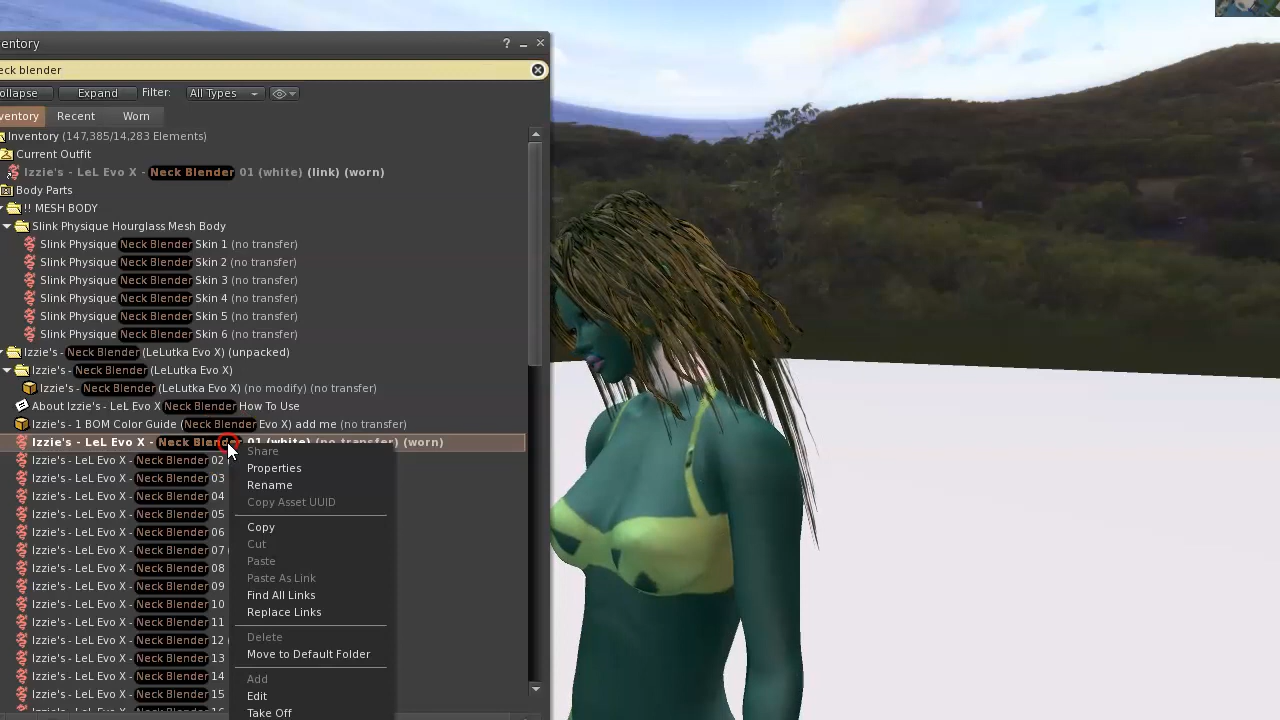 entory
eck blender
ollapse Expand Filter: All Types
ventory Recent Worn
Inventory (147,385/14,283 Elements)
Current Outfit
Izzie's - LeL Evo X - Neck Blender 01 (white) (link) (worn)
Body Parts
!! MESH BODY
Slink Physique Hourglass Mesh Body
Slink Physique Neck Blender Skin 1 (no transfer)
Slink Physique Neck Blender Skin 2 (no transfer)
Slink Physique Neck Blender Skin 3 (no transfer)
Slink Physique Neck Blender Skin 4 (no transfer)
Slink Physique Neck Blender Skin 5 (no transfer)
Slink Physique Neck Blender Skin 6 (no transfer)
Izzie's - Neck Blender (LeLutka Evo X) (unpacked)
Izzie's - Neck Blender (LeLutka Evo X)
Izzie's - Neck Blender (LeLutka Evo X) (no modify) (no transfer)
About Izzie's - LeL Evo X Neck Blender How To Use
Izzie's - 1 BOM Color Guide (Neck Blender Evo X) add me (no transfer)
Izzie's - LeL Evo X - Neck Blender 01 (white) (no transfer) (worn)
Izzie's - LeL Evo X - Neck Blender 02
Izzie's - LeL Evo X - Neck Blender 03
Izzie's - LeL Evo X - Neck Blender 04
Izzie's - LeL Evo X - Neck Blender 05
Izzie's - LeL Evo X - Neck Blender 06
Izzie's - LeL Evo X - Neck Blender 07 (
Izzie's - LeL Evo X - Neck Blender 08
Izzie's - LeL Evo X - Neck Blender 09
Izzie's - LeL Evo X - Neck Blender 10
Izzie's - LeL Evo X - Neck Blender 11
Izzie's - LeL Evo X - Neck Blender 12 (
Izzie's - LeL Evo X - Neck Blender 13
Izzie's - LeL Evo X - Neck Blender 14
Izzie's - LeL Evo X - Neck Blender 15
Share
Properties
Rename
Copy Asset UUID
Copy
Cut
Paste
Paste As Link
Find All Links
Replace Links
Delete
Move to Default Folder
Add
Edit
Take Off